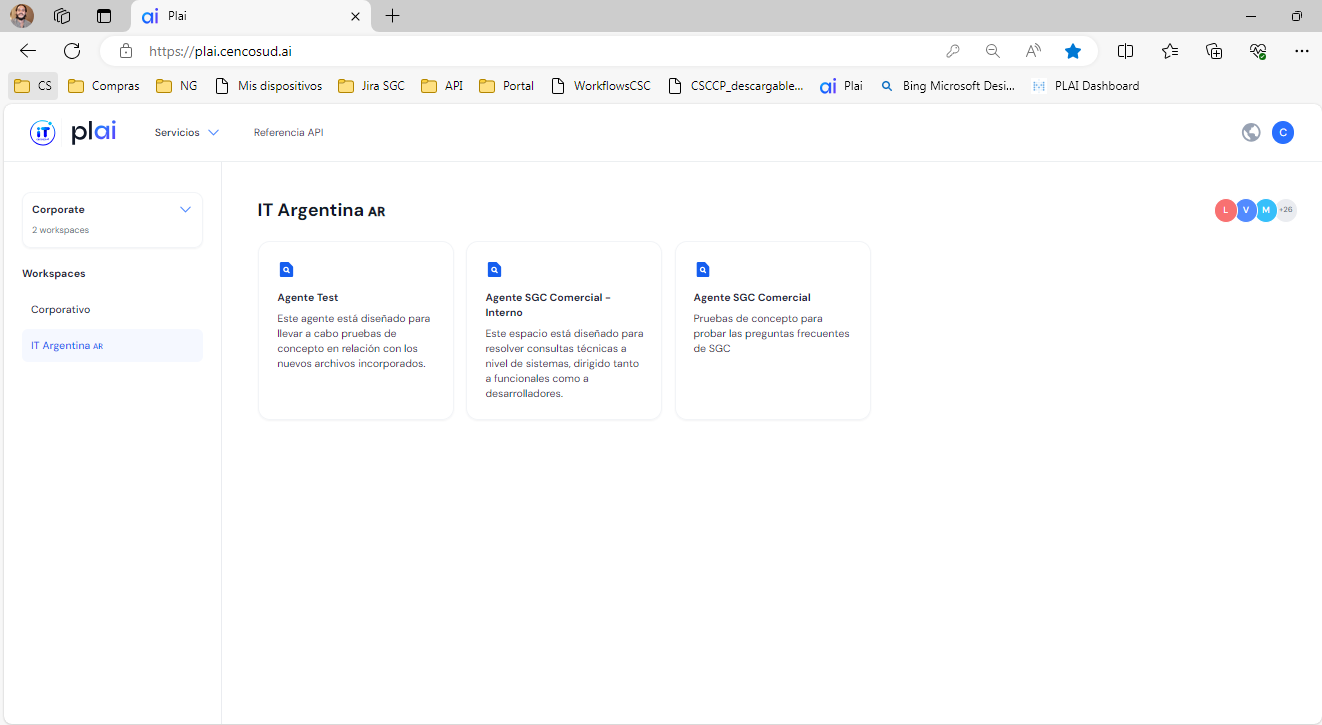 ai Plai
https://plai.cencosud.ai
CS Compras NG Mis dispositivos Jira SGC API Portal WorkflowsCSC CSCCP_descargable... ai Plai Bing Microsoft Desi... PLAI Dashboard
iT plai Servicios Referencia API C
Corporate
2 workspaces
Workspaces
Corporativo
IT Argentina AR
IT Argentina AR
L V M +26
Agente Test
Este agente está diseñado para
llevar a cabo pruebas de
concepto en relación con los
nuevos archivos incorporados.
Agente SGC Comercial -
Interno
Este espacio está diseñado para
resolver consultas técnicas a
nivel de sistemas, dirigido tanto
a funcionales como a
desarrolladores.
Agente SGC Comercial
Pruebas de concepto para
probar las preguntas frecuentes
de SGC